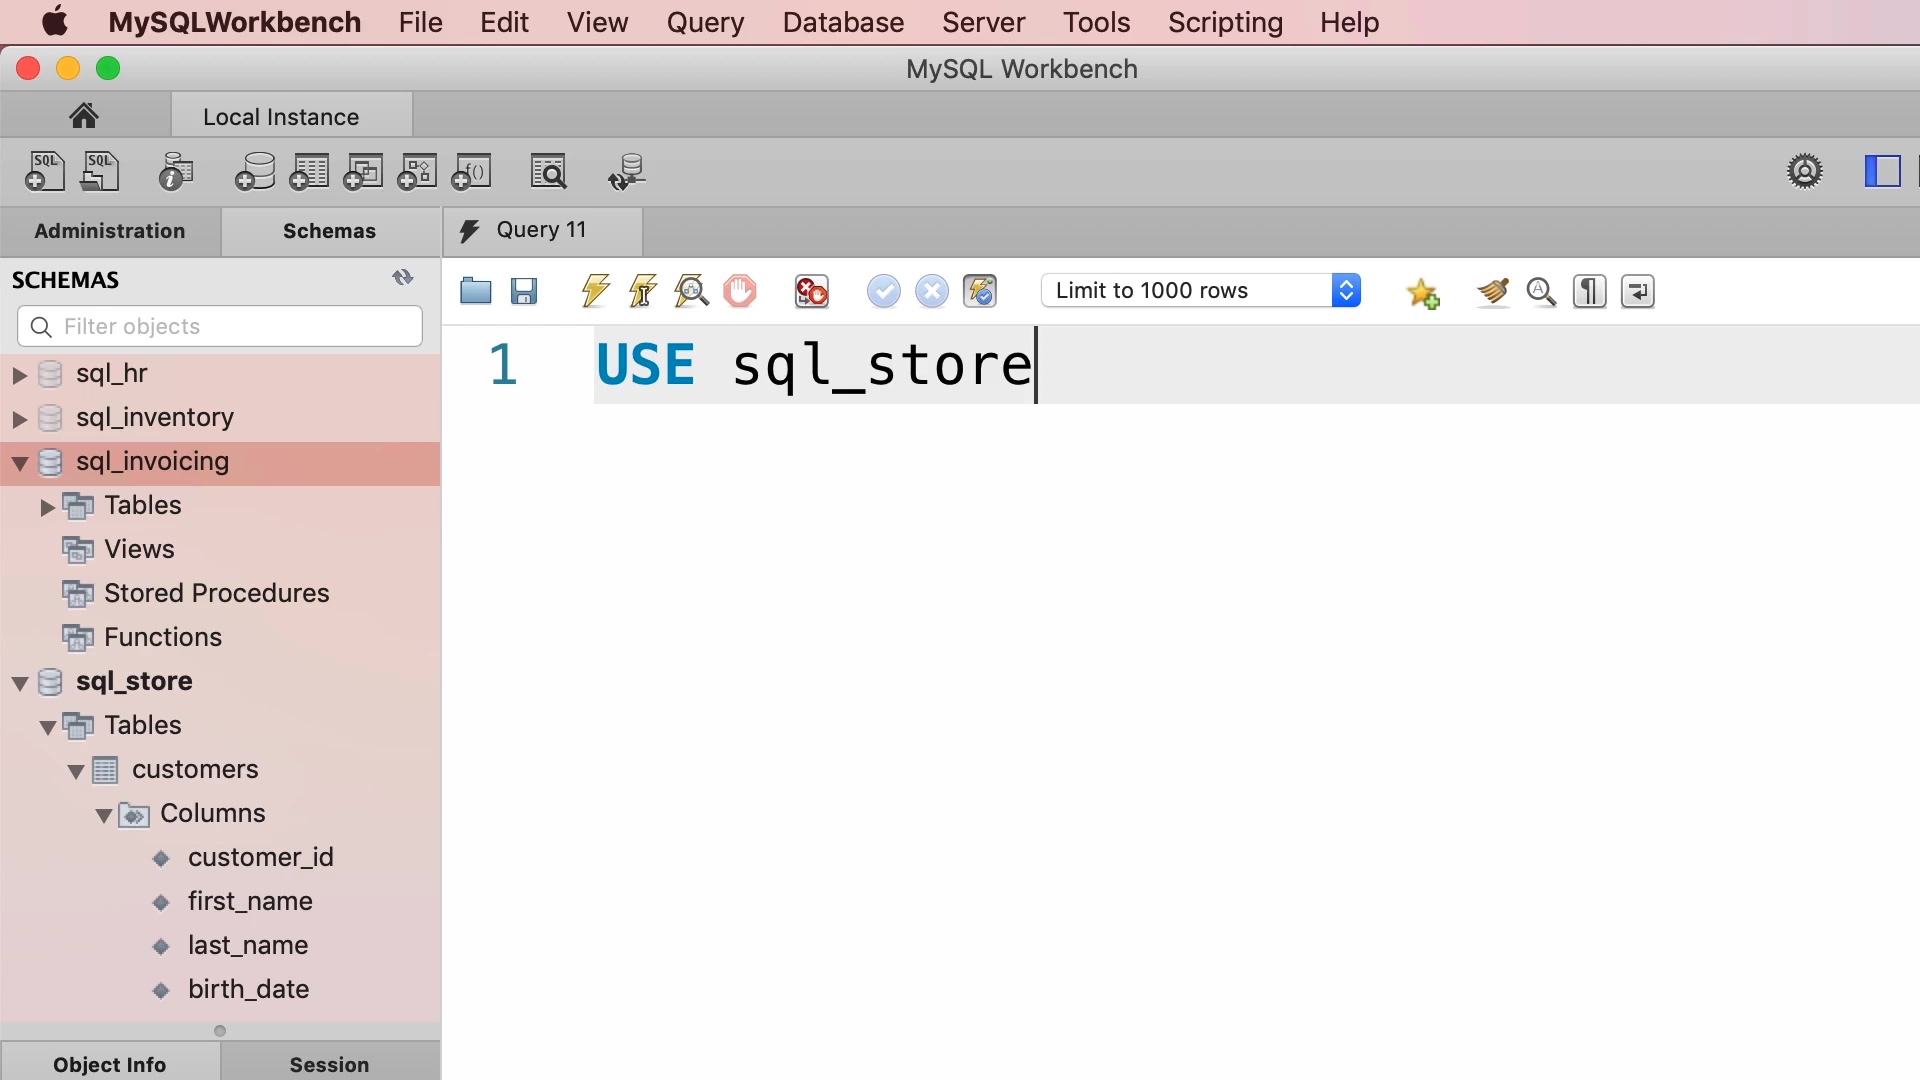 MySQLWorkbench File Edit View Query Database Server Tools Scripting Help
MySQL Workbench
Local Instance
SQL SQL i f()
Administration Schemas Query 11
SCHEMAS
Limit to 1000 rows
Filter objects
1 USE sql_store
sql_hr
sql_inventory
sql_invoicing
Tables
Views
Stored Procedures
Functions
sql_store
Tables
customers
Columns
customer_id
first_name
last_name
birth_date
Object Info Session